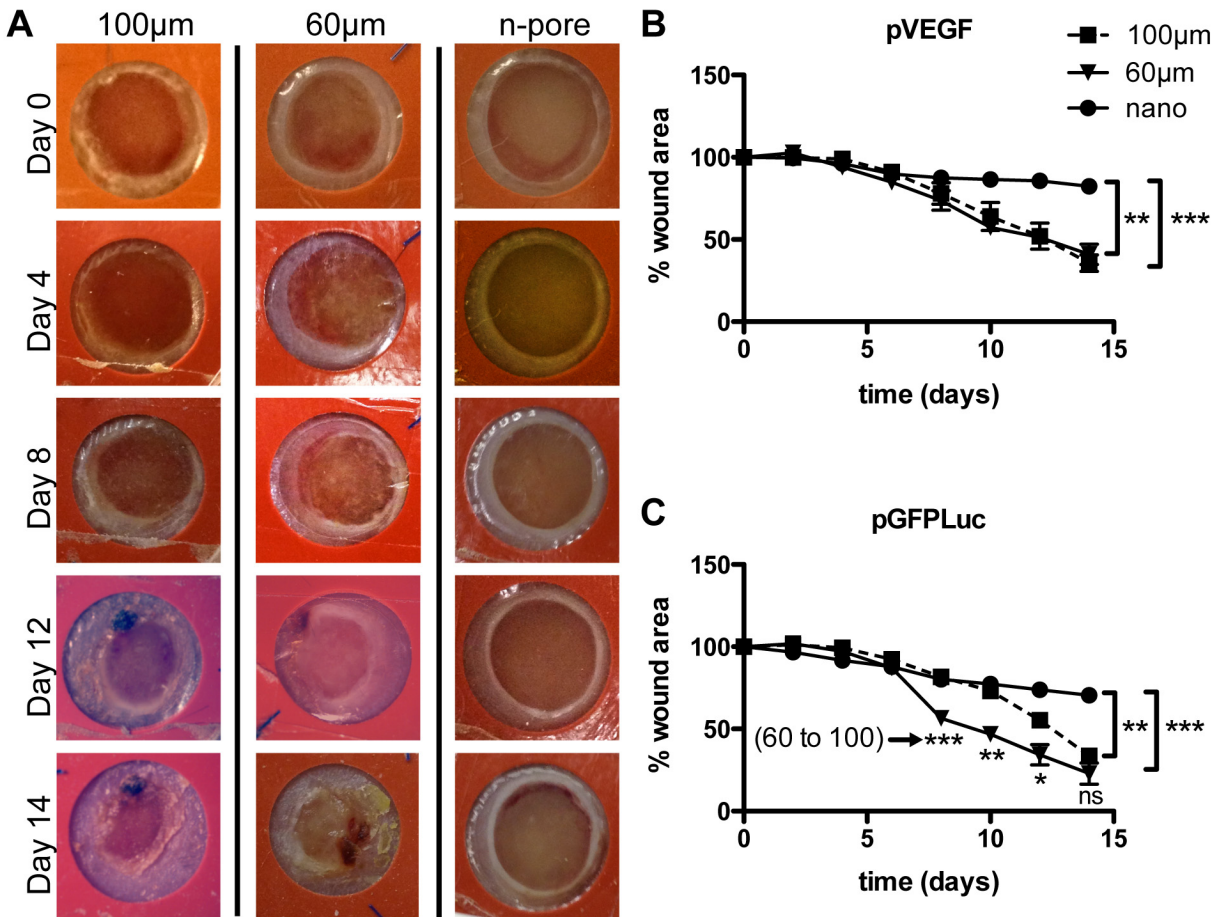 A
100µm
60µm
n-pore
Day 0
Day 4
Day 8
Day 12
Day 14
B
pVEGF
100µm
60µm
nano
150
100
50
0
% wound area
0
5
10
15
time (days)
**
***
C
pGFPLuc
150
100
50
0
% wound area
(60 to 100)
***
**
*
ns
**
***
0
5
10
15
time (days)